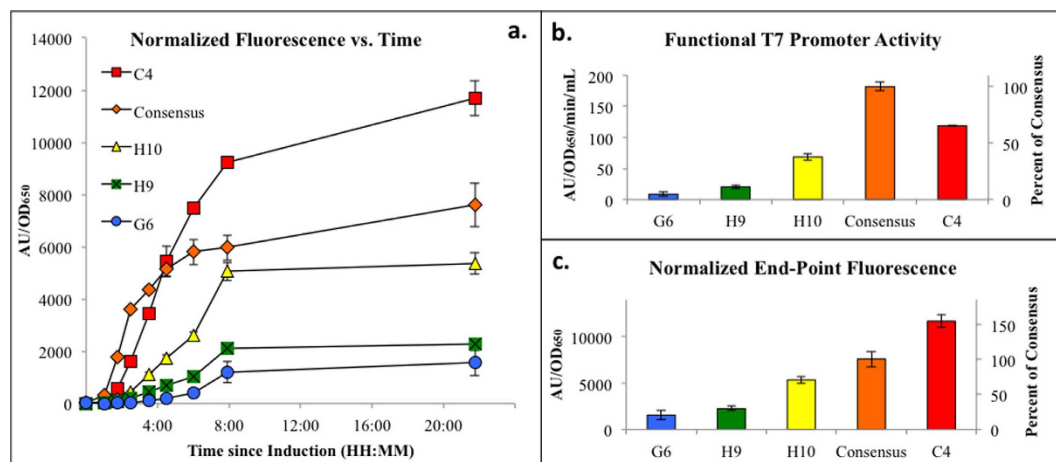 Normalized Fluorescence vs. Time
a.
14000
12000
10000
8000
6000
4000
2000
0
AU/OD650
C4
Consensus
H10
H9
G6
4:00 8:00 12:00 16:00 20:00
Time since Induction (HH:MM)
b.
Functional T7 Promoter Activity
200
150
100
50
0
AU/OD650/min/mL
100
50
0
Percent of Consensus
G6 H9 H10 Consensus C4
c.
Normalized End-Point Fluorescence
10000
5000
0
AU/OD650
150
100
50
0
Percent of Consensus
G6 H9 H10 Consensus C4